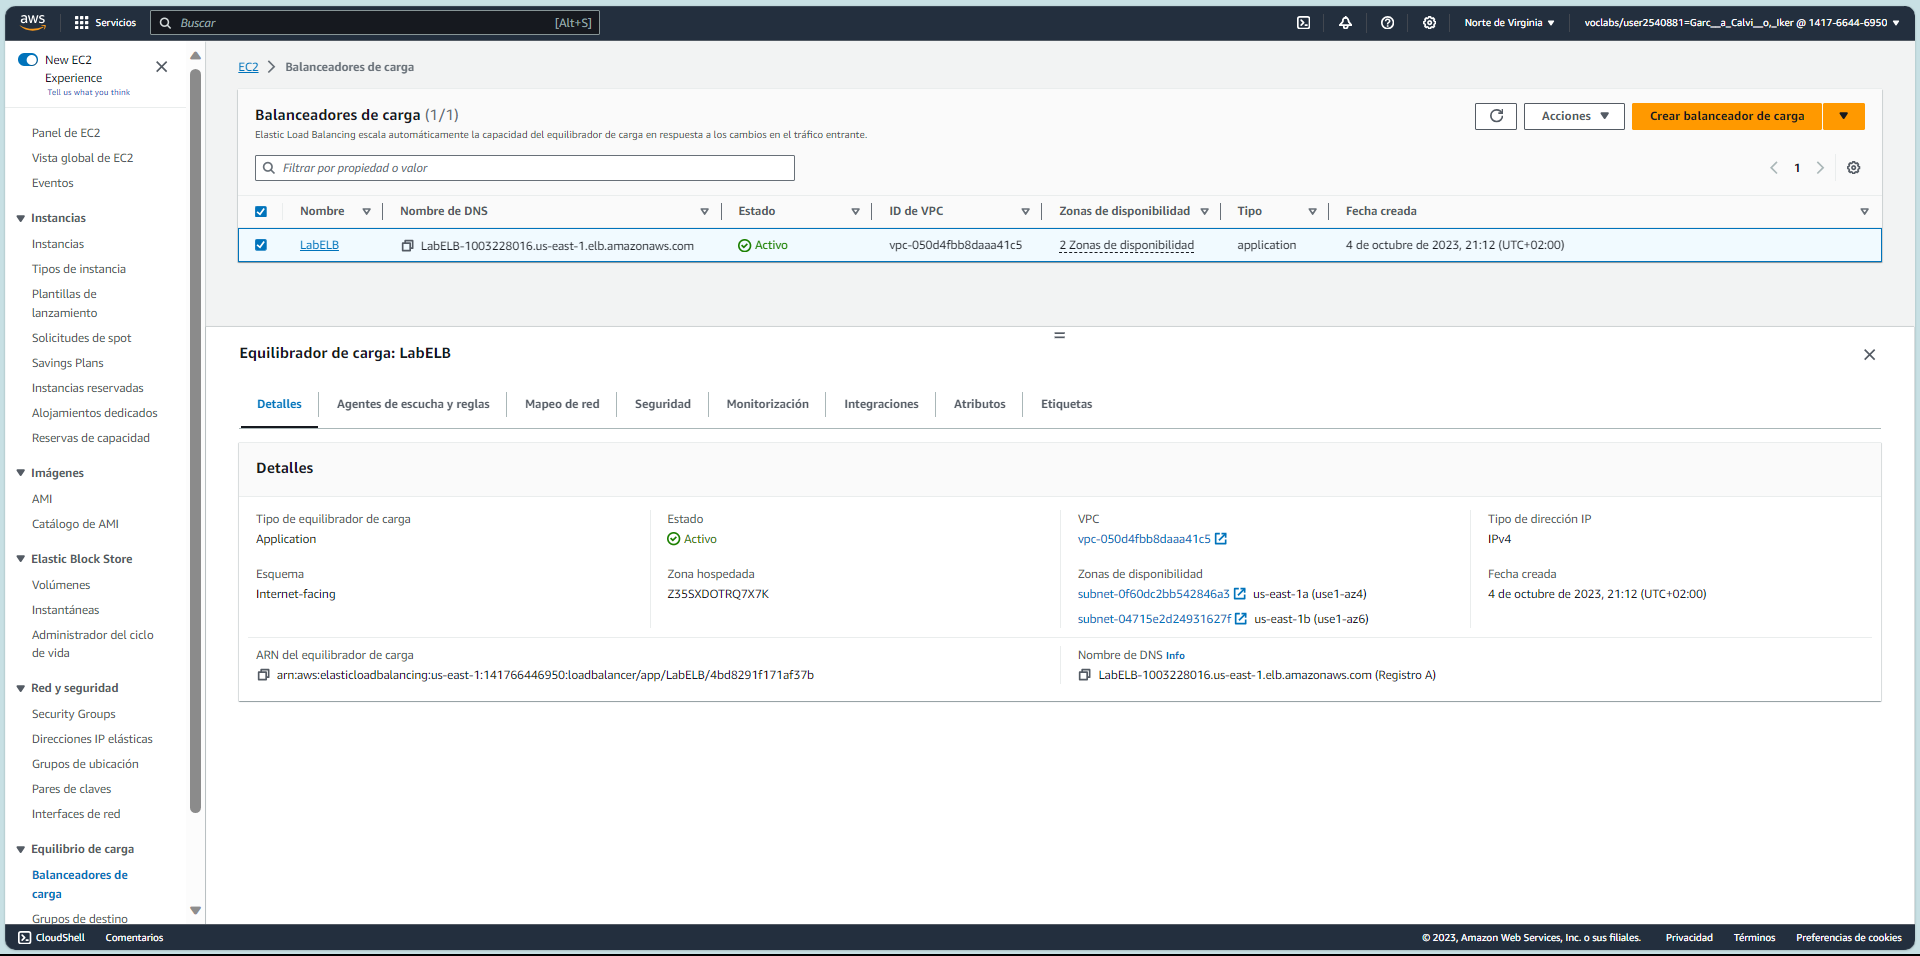 aws
Servicios
Buscar
[Alt+S]
Norte de Virginia
voclabs/user2540881=Garc__a_Calvi__o,_Iker @ 1417-6644-6950
New EC2
Experience
Tell us what you think
Panel de EC2
Vista global de EC2
Eventos
Instancias
Instancias
Tipos de instancia
Plantillas de
lanzamiento
Solicitudes de spot
Savings Plans
Instancias reservadas
Alojamientos dedicados
Reservas de capacidad
Imágenes
AMI
Catálogo de AMI
Elastic Block Store
Volúmenes
Instantáneas
Administrador del ciclo
de vida
Red y seguridad
Security Groups
Direcciones IP elásticas
Grupos de ubicación
Pares de claves
Interfaces de red
Equilibrio de carga
Balanceadores de
carga
Grupos de destino
EC2 > Balanceadores de carga
Balanceadores de carga (1/1)
Elastic Load Balancing escala automáticamente la capacidad del equilibrador de carga en respuesta a los cambios en el tráfico entrante.
Acciones
Crear balanceador de carga
Filtrar por propiedad o valor
1
Nombre Nombre de DNS Estado ID de VPC Zonas de disponibilidad Tipo Fecha creada
LabELB LabELB-1003228016.us-east-1.elb.amazonaws.com Activo vpc-050d4fbb8daaa41c5 2 Zonas de disponibilidad application 4 de octubre de 2023, 21:12 (UTC+02:00)
Equilibrador de carga: LabELB
Detalles Agentes de escucha y reglas Mapeo de red Seguridad Monitorización Integraciones Atributos Etiquetas
Detalles
Tipo de equilibrador de carga
Application
Estado
Activo
VPC
vpc-050d4fbb8daaa41c5
Tipo de dirección IP
IPv4
Esquema
Internet-facing
Zona hospedada
Z35SXDOTRQ7X7K
Zonas de disponibilidad
subnet-0f60dc2bb542846a3 us-east-1a (use1-az4)
subnet-04715e2d24931627f us-east-1b (use1-az6)
Fecha creada
4 de octubre de 2023, 21:12 (UTC+02:00)
ARN del equilibrador de carga
arn:aws:elasticloadbalancing:us-east-1:141766446950:loadbalancer/app/LabELB/4bd8291f171af37b
Nombre de DNS Info
LabELB-1003228016.us-east-1.elb.amazonaws.com (Registro A)
CloudShell
Comentarios
© 2023, Amazon Web Services, Inc. o sus filiales.
Privacidad
Términos
Preferencias de cookies